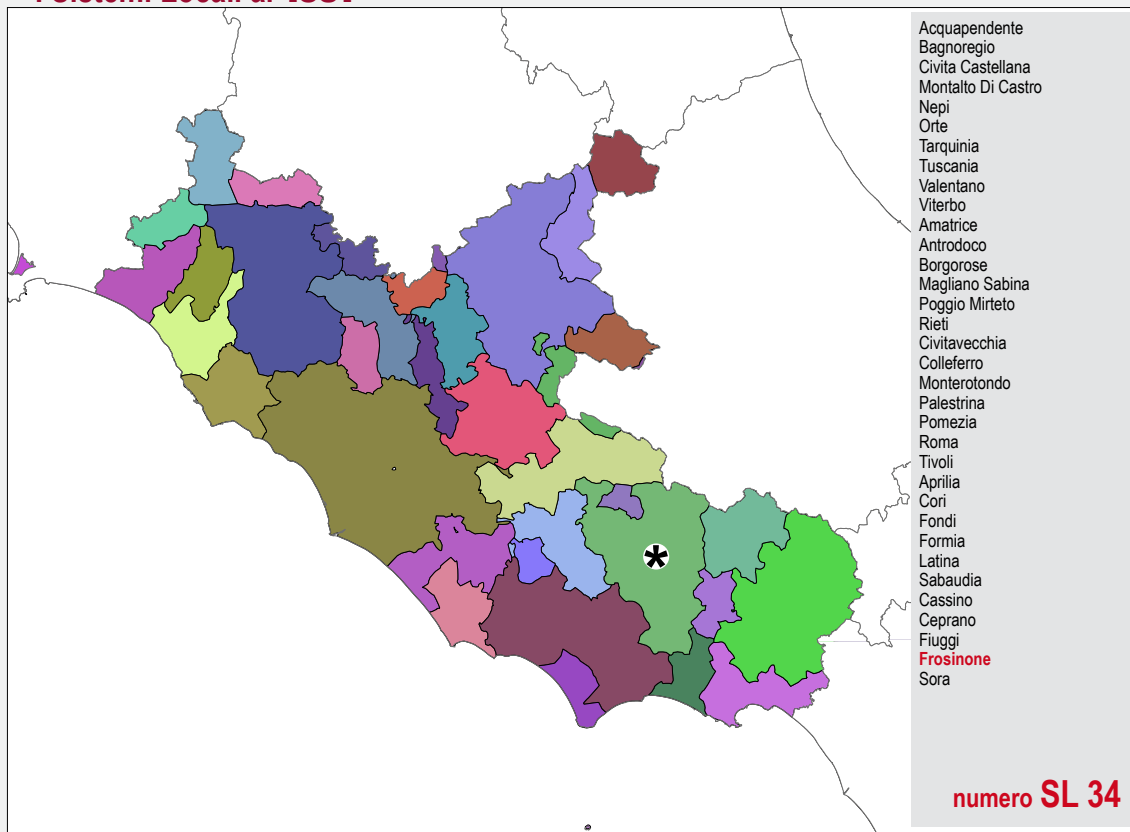 Sistemi Locali
Acquapendente
Bagnoregio
Civita Castellana
Montalto Di Castro
Nepi
Orte
Tarquinia
Tuscania
Valentano
Viterbo
Amatrice
Antrodoco
Borgorose
Magliano Sabina
Poggio Mirteto
Rieti
Civitavecchia
Colleferro
Monterotondo
Palestrina
Pomezia
Roma
Tivoli
Aprilia
Cori
Fondi
Formia
Latina
Sabaudia
Cassino
Ceprano
Fiuggi
Frosinone
Sora
numero SL 34